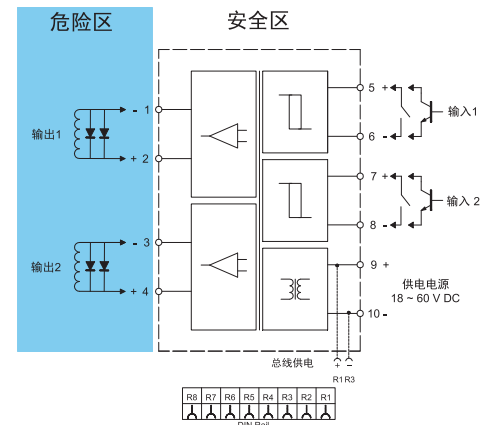 危险区
安全区
- 1
输出1
+ 2
- 3
输出2
+ 4
5 +
输入1
6 -
7 +
输入 2
8 -
9 +
供电电源
18 ~ 60 V DC
10 -
总线供电
+ -
R1 R3
R8 R7 R6 R5 R4 R3 R2 R1
DIN Rail